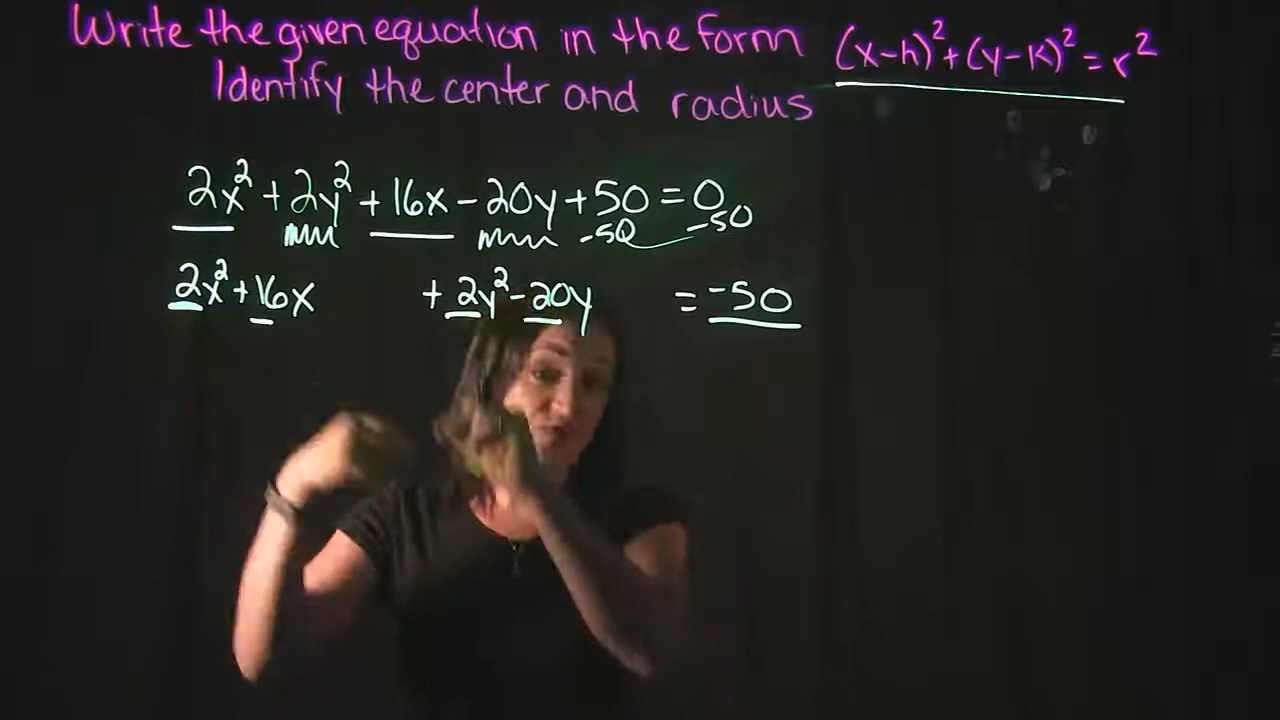 Write the given equation in the form (x-h)²+(y-k)²=r²
Identify the center and radius
2x²+2y²+16x-20y+50=0
-50 -50
2x²+16x +2y²-20y =-50